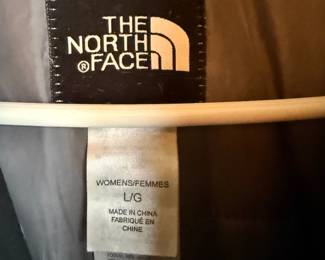 THE
NORTH
® FACE
WOMENS/FEMMES
L/G
MADE IN CHINA
FABRIQUÉ EN
CHINE